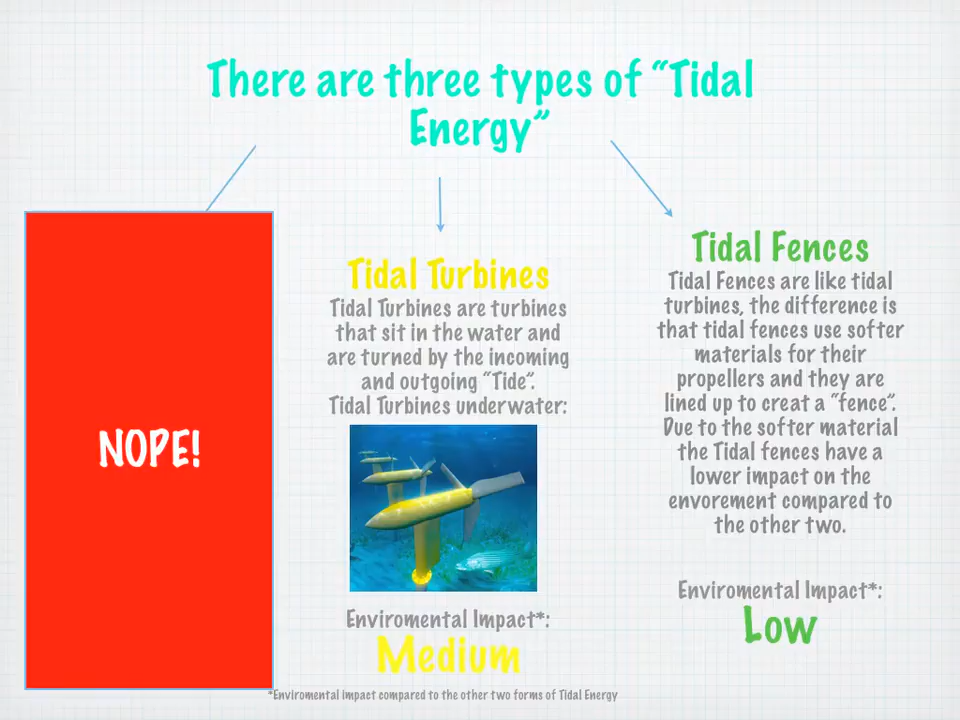 There are three types of “Tidal
Energy”
NOPE!
Tidal Turbines
Tidal Turbines are turbines
that sit in the water and
are turned by the incoming
and outgoing “Tide”.
Tidal Turbines underwater:
Enviromental Impact*:
Medium
Tidal Fences
Tidal Fences are like tidal
turbines, the difference is
that tidal fences use softer
materials for their
propellers and they are
lined up to creat a “fence”.
Due to the softer material
the Tidal fences have a
lower impact on the
envorement compared to
the other two.
Enviromental Impact*:
Low
*Enviromental impact compared to the other two forms of Tidal Energy